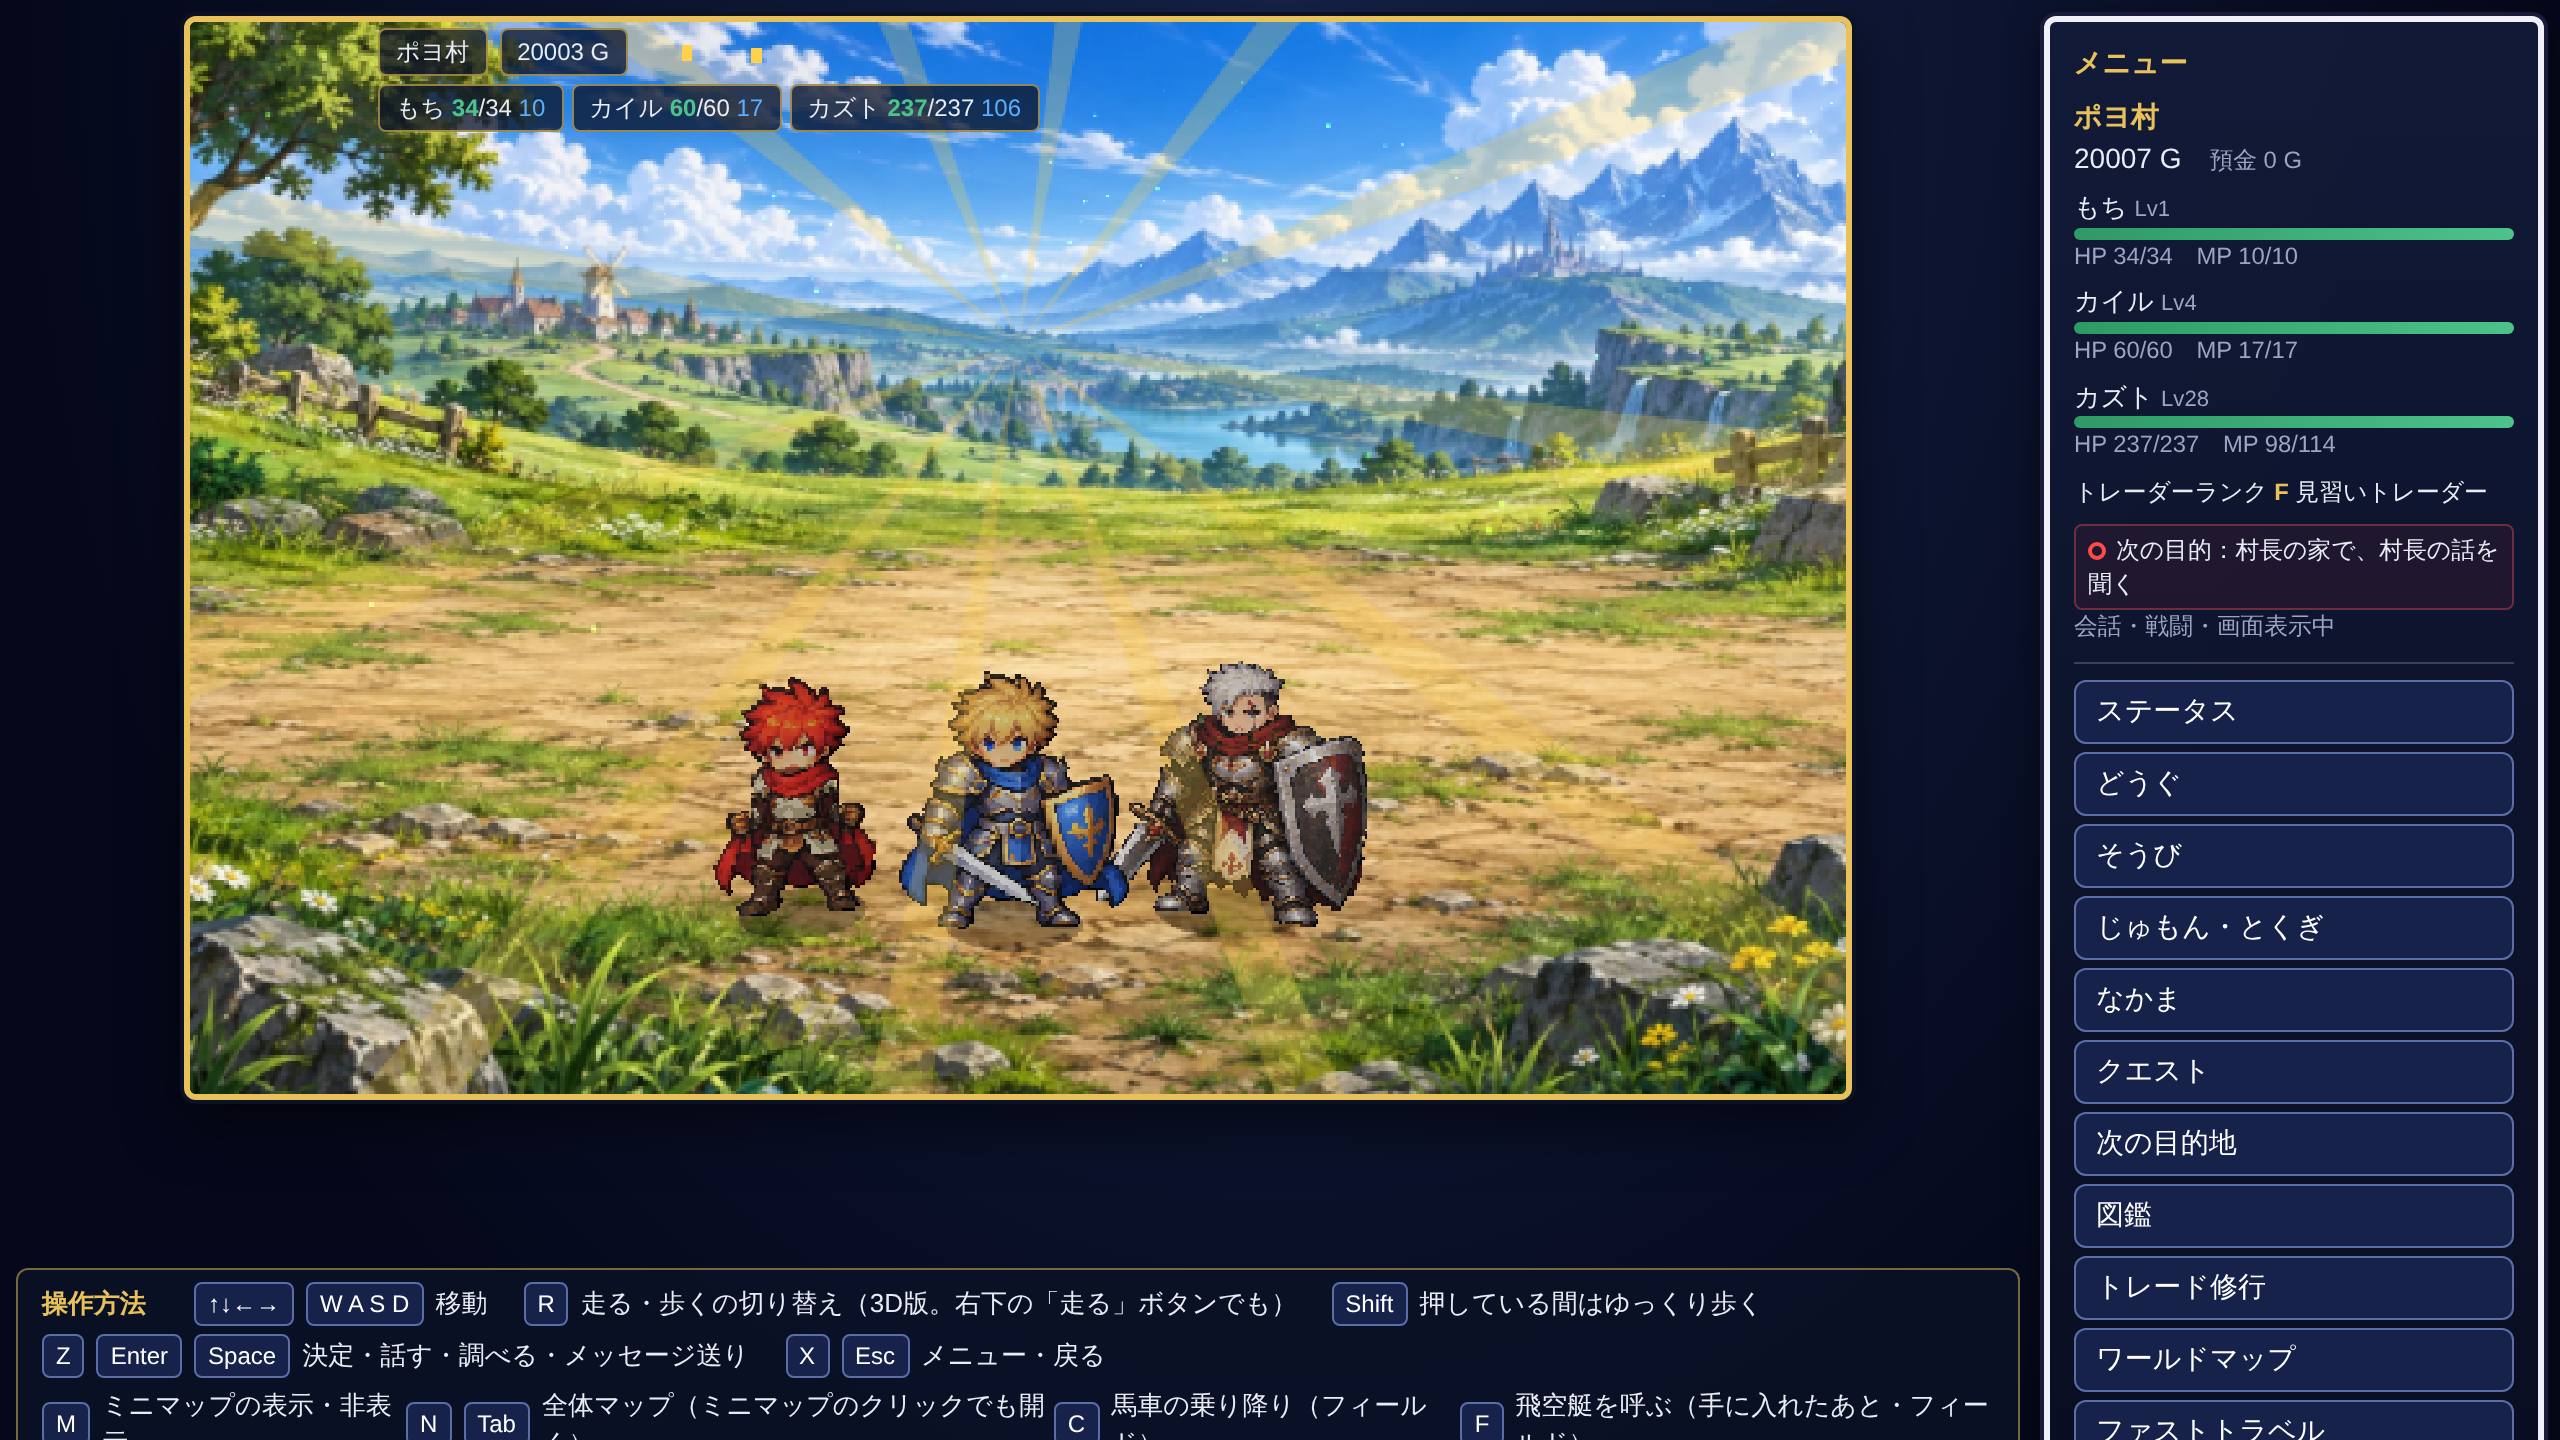 ポヨ村 20003 G
もち 34/34 10 カイル 60/60 17 カズト 237/237 106
メニュー
ポヨ村
20007 G 預金 0 G
もち Lv1
HP 34/34 MP 10/10
カイル Lv4
HP 60/60 MP 17/17
カズト Lv28
HP 237/237 MP 98/114
トレーダーランク F 見習いトレーダー
次の目的：村長の家で、村長の話を
聞く
会話・戦闘・画面表示中
ステータス
どうぐ
そうび
じゅもん・とくぎ
なかま
クエスト
次の目的地
図鑑
トレード修行
ワールドマップ
ファストトラベル
操作方法 ↑↓←→ W A S D 移動 R 走る・歩くの切り替え（3D版。右下の「走る」ボタンでも） Shift 押している間はゆっくり歩く
Z Enter Space 決定・話す・調べる・メッセージ送り X Esc メニュー・戻る
M ミニマップの表示・非表 N Tab 全体マップ（ミニマップのクリックでも開 C 馬車の乗り降り（フィール F 飛空艇を呼ぶ（手に入れたあと・フィー